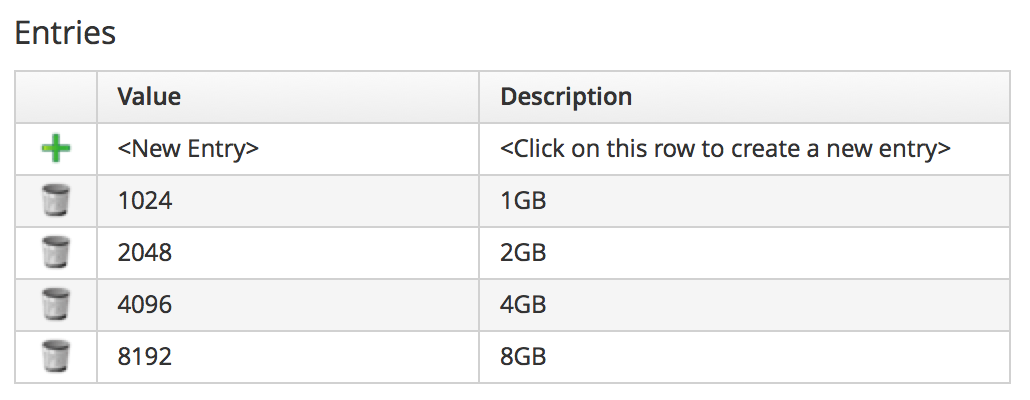 Entries
Value Description
<New Entry> <Click on this row to create a new entry>
1024 1GB
2048 2GB
4096 4GB
8192 8GB